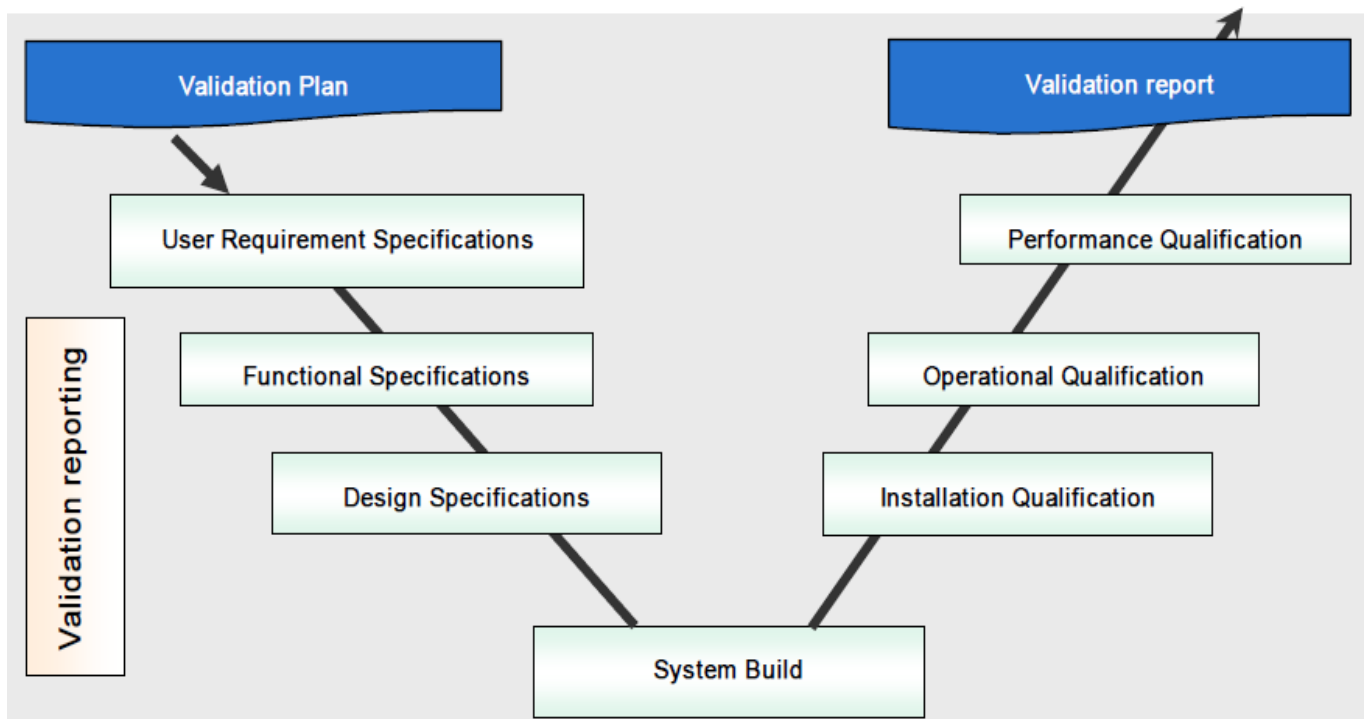 Validation Plan
Validation report
User Requirement Specifications
Performance Qualification
Functional Specifications
Operational Qualification
Validation reporting
Design Specifications
Installation Qualification
System Build